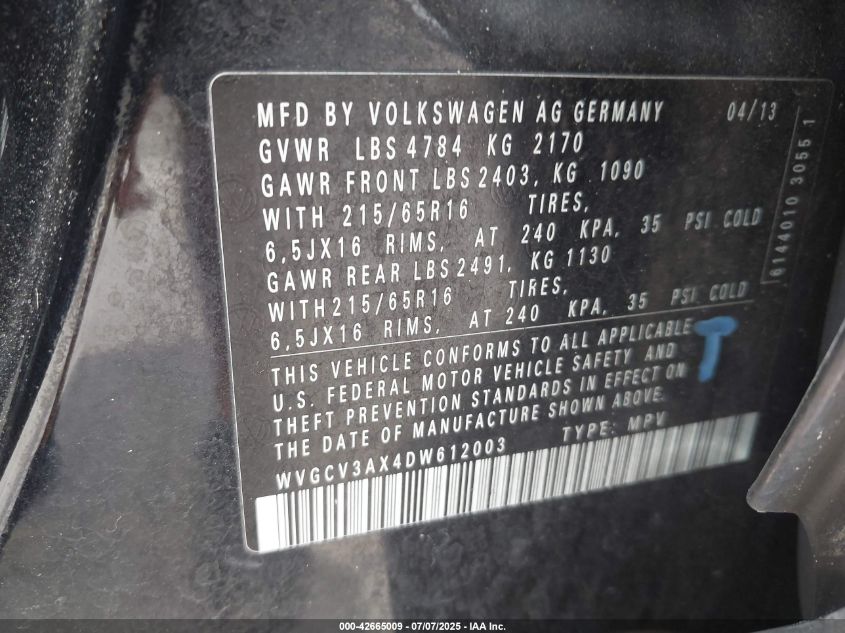 MFD BY VOLKSWAGEN AG GERMANY 04/13
GVWR LBS 4784 KG 2170
GAWR FRONT LBS 2403, KG 1090
WITH 215/65R16 TIRES,
6,5JX16 RIMS, AT 240 KPA, 35 PSI COLD
GAWR REAR LBS 2491, KG 1130
WITH215/65R16 TIRES,
6,5JX16 RIMS, AT 240 KPA, 35 PSI COLD
THIS VEHICLE CONFORMS TO ALL APPLICABLE
U.S. FEDERAL MOTOR VEHICLE SAFETY AND
THEFT PREVENTION STANDARDS IN EFFECT ON
THE DATE OF MANUFACTURE SHOWN ABOVE.
WVGCV3AX4DW612003 TYPE: MPV
6144010 3055 1
T
000-42665009 - 07/07/2025 - IAA Inc.